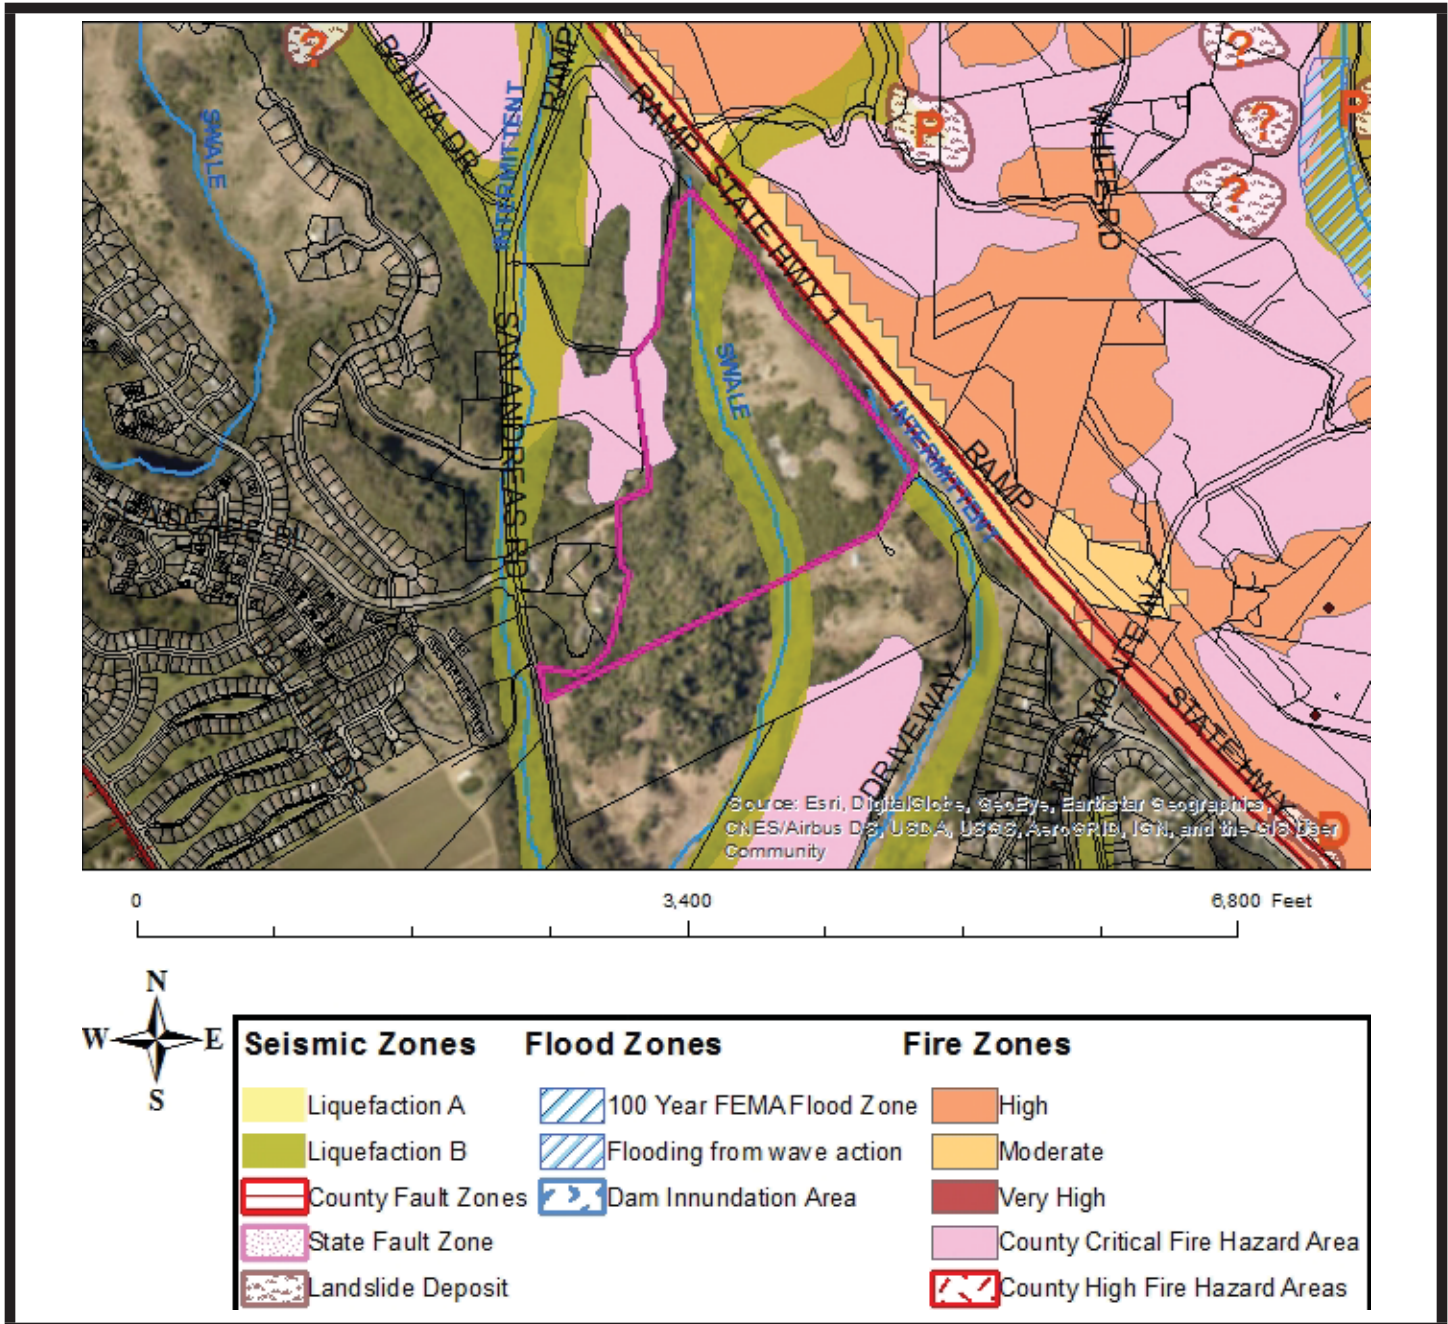 ?
BONITA DR
RAMP
INTERMITTENT
SWALE
RAMP
STATE HWY 1
P
?
?
?
P
WHITE RD
SWALE
SAN ANDREAS RD
INTERMITTENT
RAMP
DRIVEWAY
STATE HWY
Source: Esri, DigitalGlobe, GeoEye, Earthstar Geographics,
CNES/Airbus DS, USDA, USGS, AeroGRID, IGN, and the GIS User
Community
0 3,400 6,800 Feet
N
W E
S
Seismic Zones Flood Zones Fire Zones
Liquefaction A 100 Year FEMA Flood Zone High
Liquefaction B Flooding from wave action Moderate
County Fault Zones Dam Innundation Area Very High
State Fault Zone County Critical Fire Hazard Area
Landslide Deposit County High Fire Hazard Areas